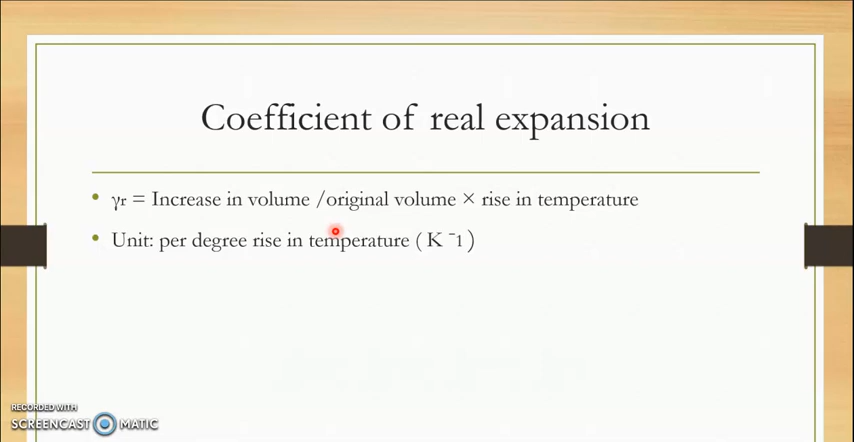 Coefficient of real expansion
• γr = Increase in volume /original volume × rise in temperature
• Unit: per degree rise in temperature ( K ⁻1 )
RECORDED WITH
SCREENCAST MATIC